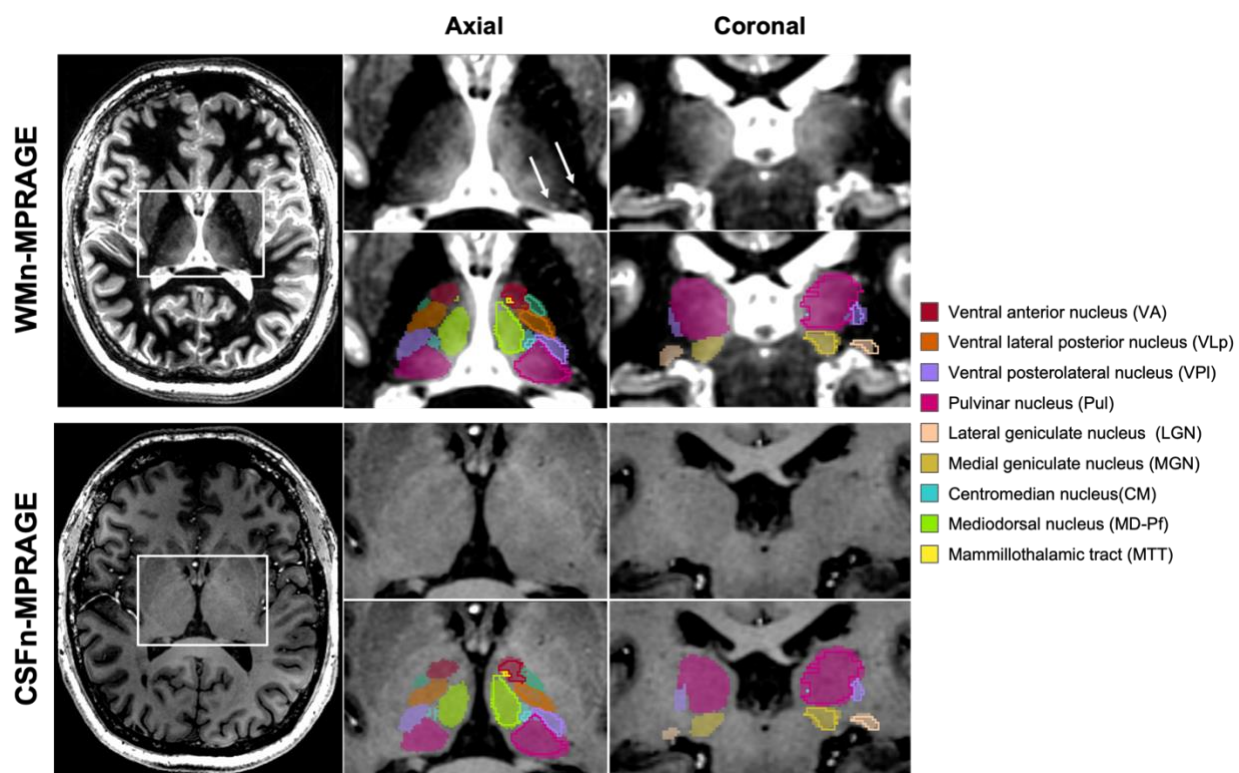 Axial
Coronal
WMn-MPRAGE
CSFn-MPRAGE
Ventral anterior nucleus (VA)
Ventral lateral posterior nucleus (VLp)
Ventral posterolateral nucleus (VPl)
Pulvinar nucleus (Pul)
Lateral geniculate nucleus (LGN)
Medial geniculate nucleus (MGN)
Centromedian nucleus(CM)
Mediodorsal nucleus (MD-Pf)
Mammillothalamic tract (MTT)